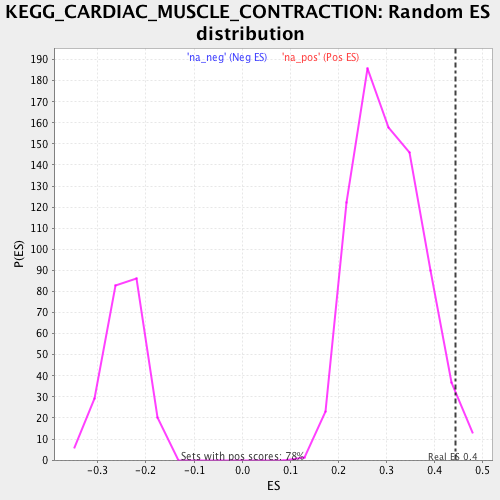 KEGG_CARDIAC_MUSCLE_CONTRACTION: Random ES
distribution
'na_neg' (Neg ES) 'na_pos' (Pos ES)
P(ES)
190
180
170
160
150
140
130
120
110
100
90
80
70
60
50
40
30
20
10
0
Sets with pos scores: 78%
Real ES 0.4
-0.3 -0.2 -0.1 0.0 0.1 0.2 0.3 0.4 0.5
ES